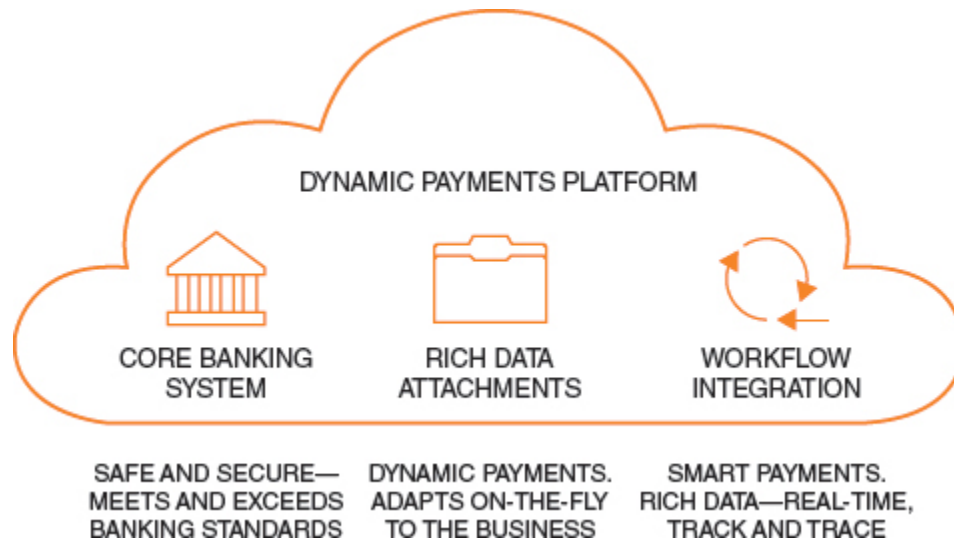 DYNAMIC PAYMENTS PLATFORM
CORE BANKING
SYSTEM
RICH DATA
ATTACHMENTS
WORKFLOW
INTEGRATION
SAFE AND SECURE—
MEETS AND EXCEEDS
BANKING STANDARDS
DYNAMIC PAYMENTS.
ADAPTS ON-THE-FLY
TO THE BUSINESS
SMART PAYMENTS.
RICH DATA—REAL-TIME,
TRACK AND TRACE